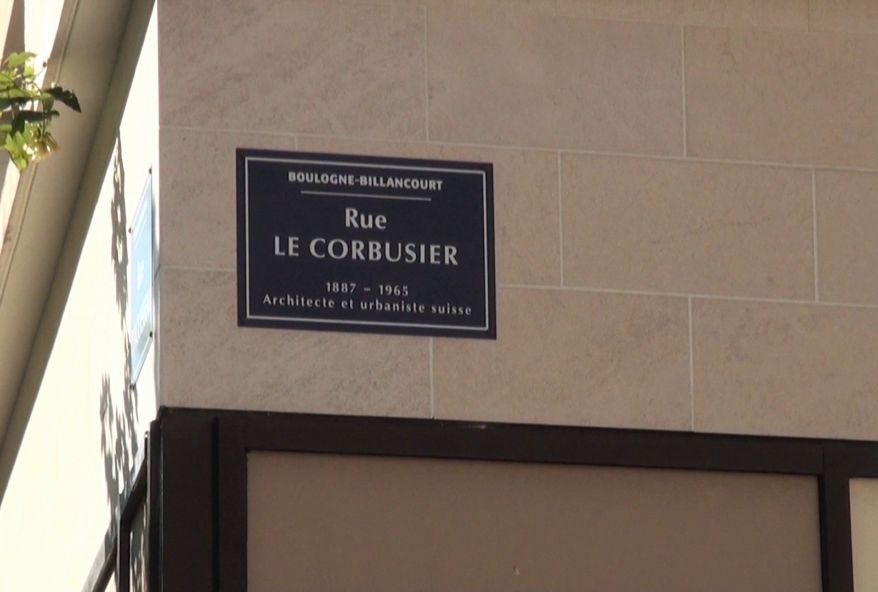 BOULOGNE-BILLANCOURT
Rue
LE CORBUSIER
1887 – 1965
Architecte et urbaniste suisse